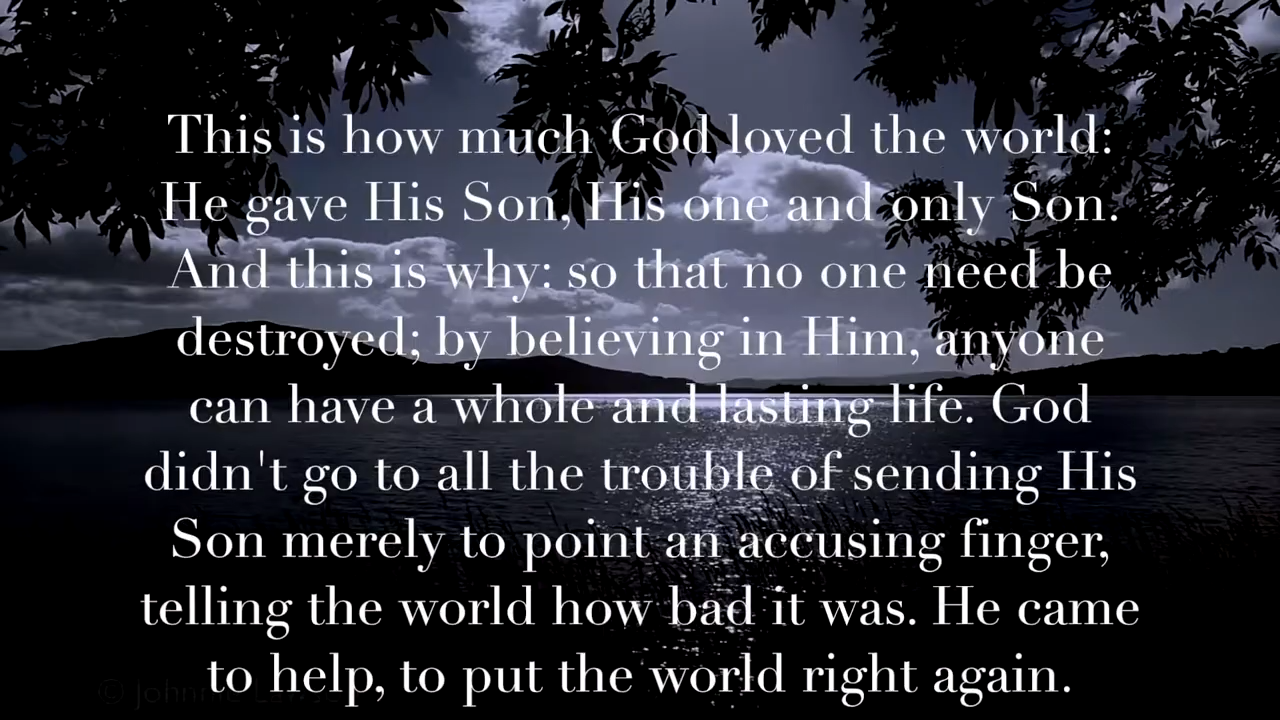 This is how much God loved the world:
He gave His Son, His one and only Son.
And this is why: so that no one need be
destroyed; by believing in Him, anyone
can have a whole and lasting life. God
didn't go to all the trouble of sending His
Son merely to point an accusing finger,
telling the world how bad it was. He came
to help, to put the world right again.